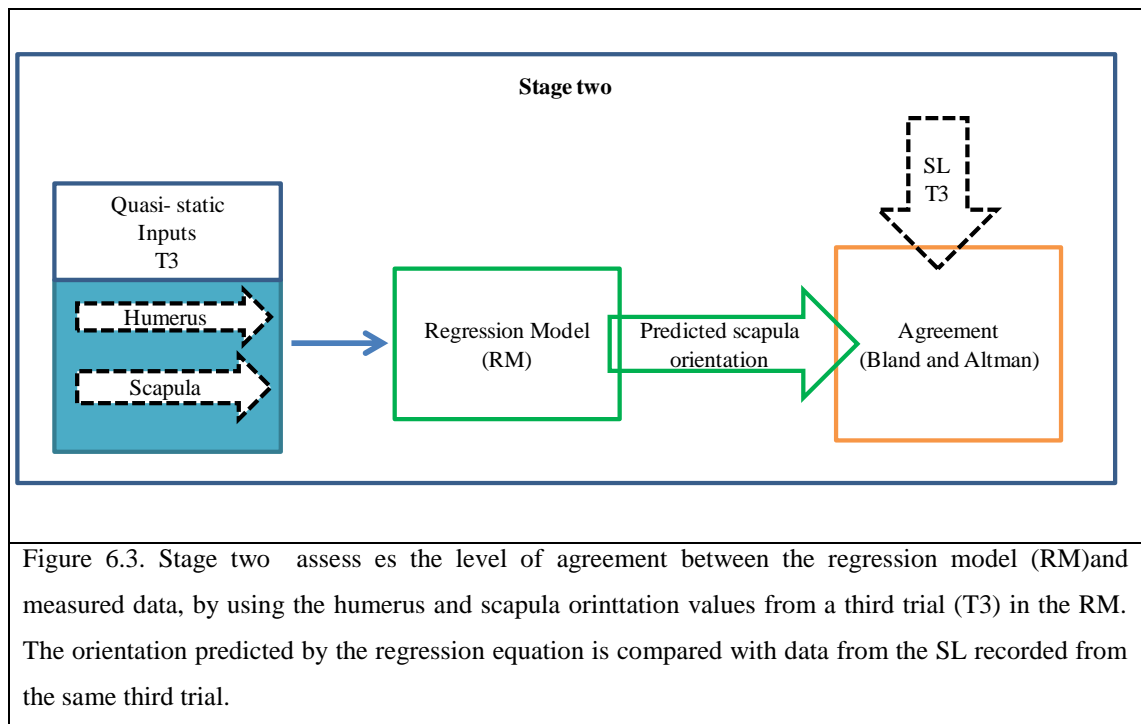 Stage two
SL
T3
Quasi- static
Inputs
T3
Humerus
Scapula
Regression Model
(RM)
Predicted scapula
orientation
Agreement
(Bland and Altman)
Figure 6.3. Stage two assess es the level of agreement between the regression model (RM)and
measured data, by using the humerus and scapula orinttation values from a third trial (T3) in the RM.
The orientation predicted by the regression equation is compared with data from the SL recorded from
the same third trial.